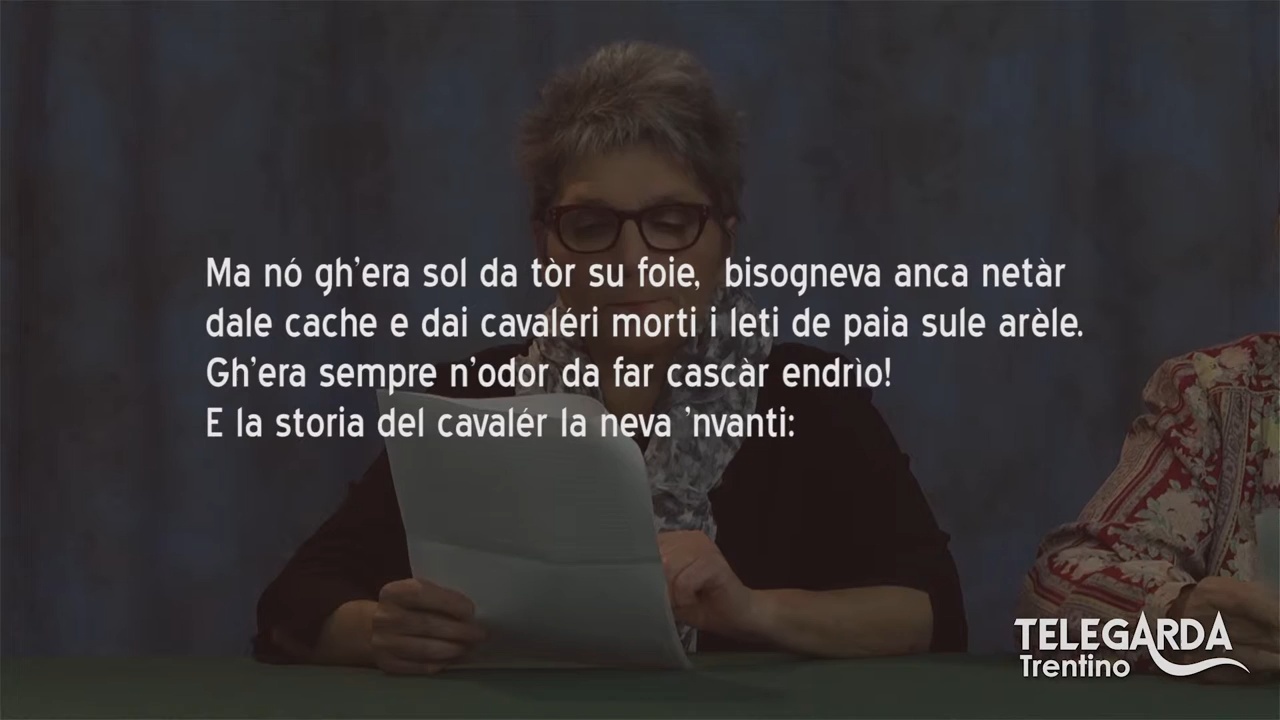 Ma nó gh'era sol da tòr su foie, bisogneva anca netàr
dale cache e dai cavaléri morti i leti de paia sule arèle.
Gh'era sempre n'odor da far cascàr endrìo!
E la storia del cavalér la neva 'nvanti:
TELEGARDA
Trentino